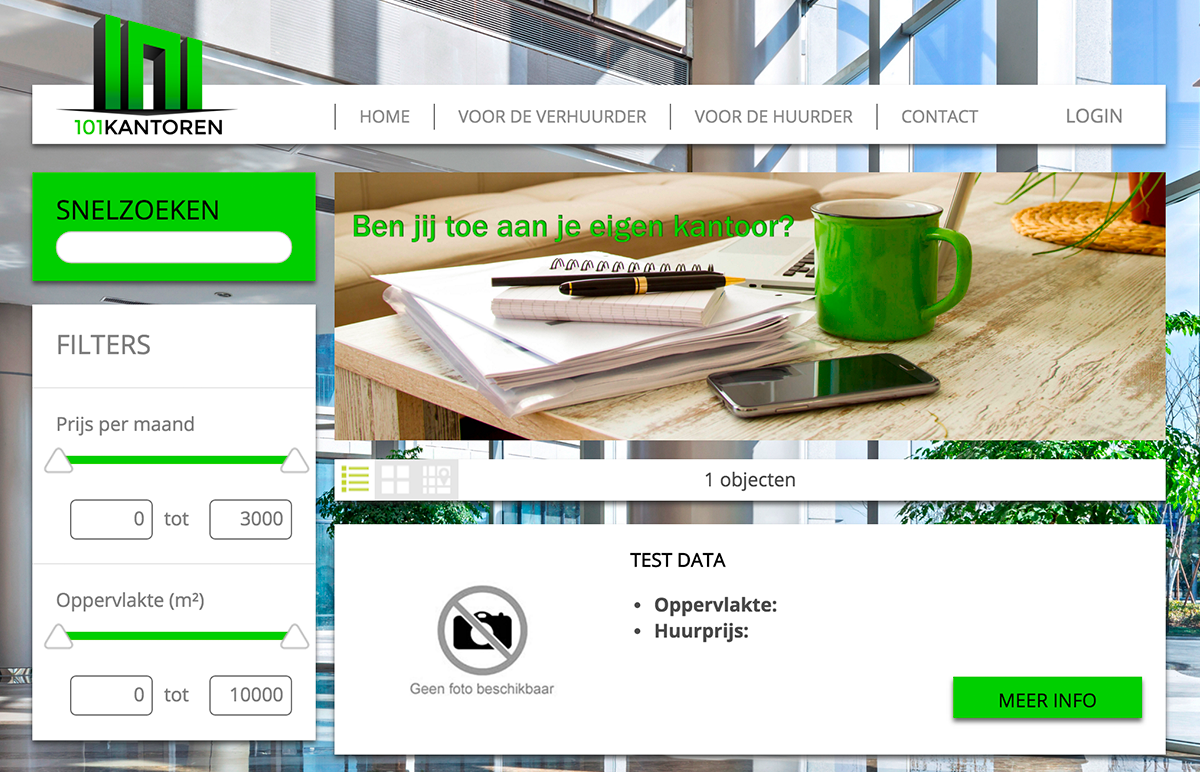 101KANTOREN
HOME
VOOR DE VERHUURDER
VOOR DE HUURDER
CONTACT
LOGIN
SNELZOEKEN
Ben jij toe aan je eigen kantoor?
FILTERS
Prijs per maand
0 tot 3000
Oppervlakte (m²)
0 tot 10000
1 objecten
TEST DATA
• Oppervlakte:
• Huurprijs:
Geen foto beschikbaar
MEER INFO